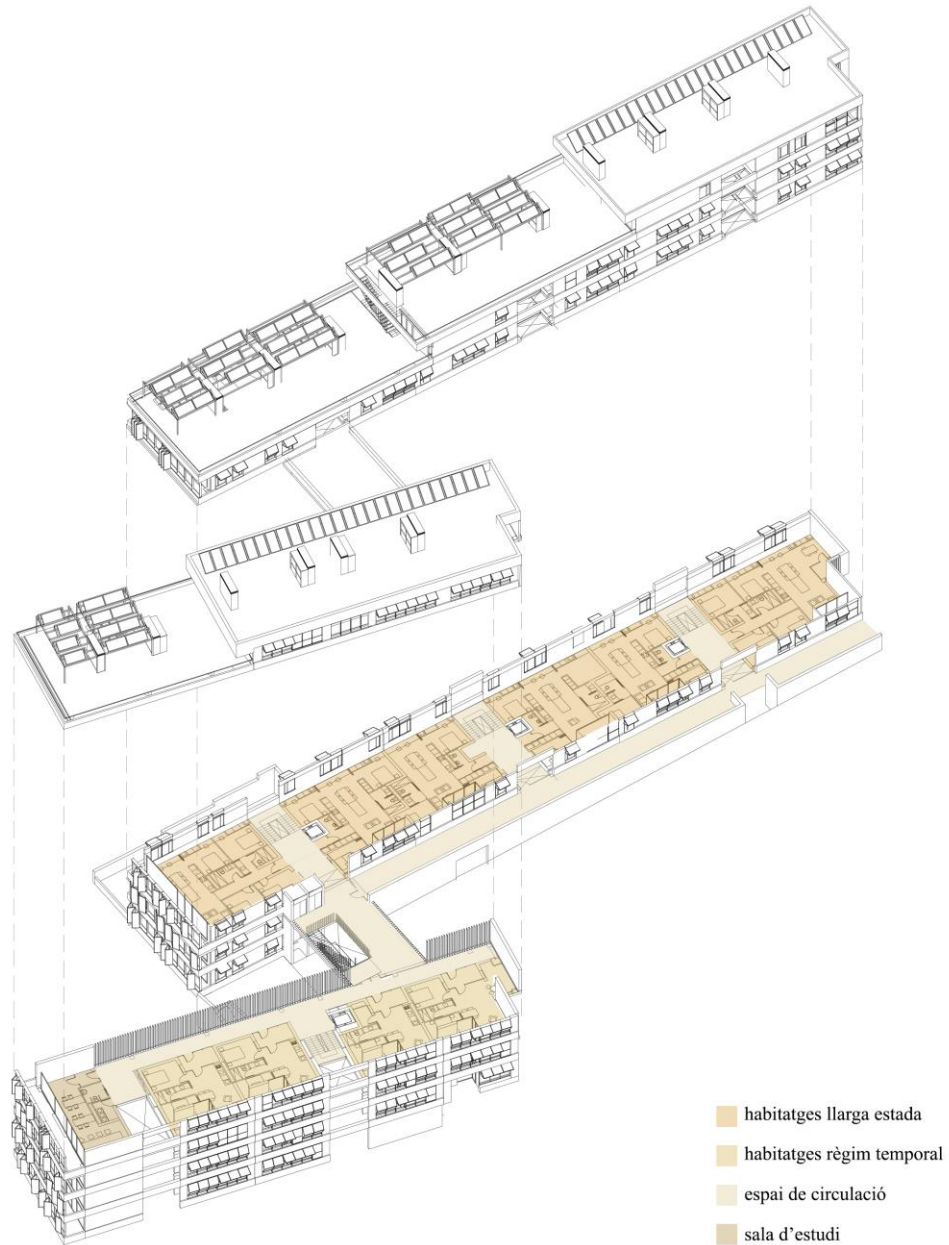 habitatges llarga estada
habitatges règim temporal
espai de circulació
sala d'estudi